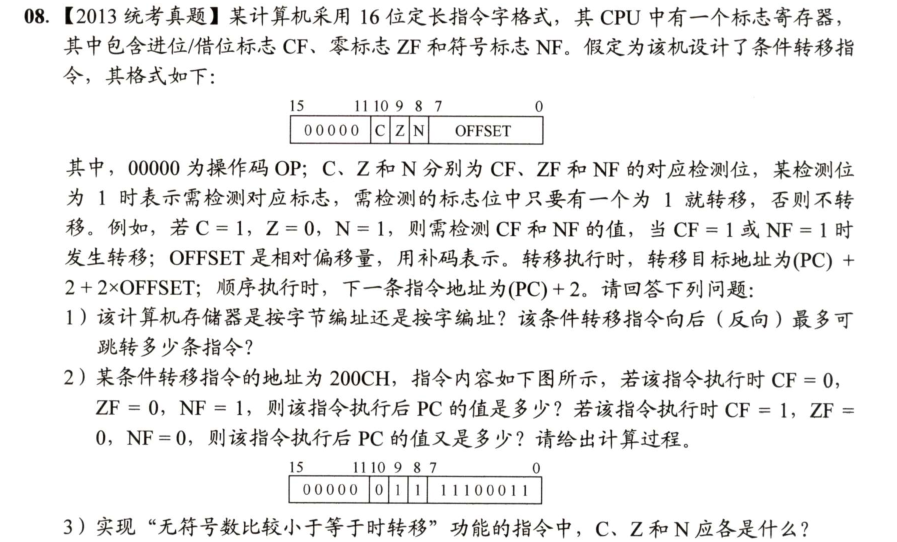 08.【2013 统考真题】某计算机采用 16 位定长指令字格式，其 CPU 中有一个标志寄存器，
其中包含进位/借位标志 CF、零标志 ZF 和符号标志 NF。假定为该机设计了条件转移指
令，其格式如下：
15 11 10 9 8 7 0
00000 C Z N OFFSET
其中，00000 为操作码 OP；C、Z 和 N 分别为 CF、ZF 和 NF 的对应检测位，某检测位
为 1 时表示需检测对应标志，需检测的标志位中只要有一个为 1 就转移，否则不转
移。例如，若 C = 1，Z = 0，N = 1，则需检测 CF 和 NF 的值，当 CF = 1 或 NF = 1 时
发生转移；OFFSET 是相对偏移量，用补码表示。转移执行时，转移目标地址为(PC) +
2 + 2×OFFSET；顺序执行时，下一条指令地址为(PC) + 2。请回答下列问题：
1）该计算机存储器是按字节编址还是按字编址？该条件转移指令向后（反向）最多可
跳转多少条指令？
2）某条件转移指令的地址为 200CH，指令内容如下图所示，若该指令执行时 CF = 0，
ZF = 0，NF = 1，则该指令执行后 PC 的值是多少？若该指令执行时 CF = 1，ZF =
0，NF = 0，则该指令执行后 PC 的值又是多少？请给出计算过程。
15 11 10 9 8 7 0
00000 0 1 1 11100011
3）实现“无符号数比较小于等于时转移”功能的指令中，C、Z 和 N 应各是什么？